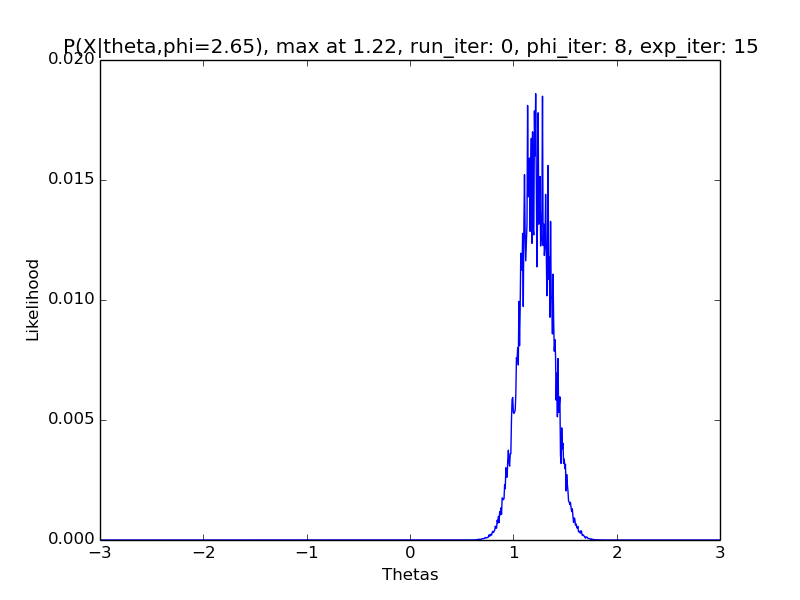 P(X|theta,phi=2.65), max at 1.22, run_iter: 0, phi_iter: 8, exp_iter: 15
0.020
0.015
0.010
0.005
0.000
Likelihood
−3 −2 −1 0 1 2 3
Thetas